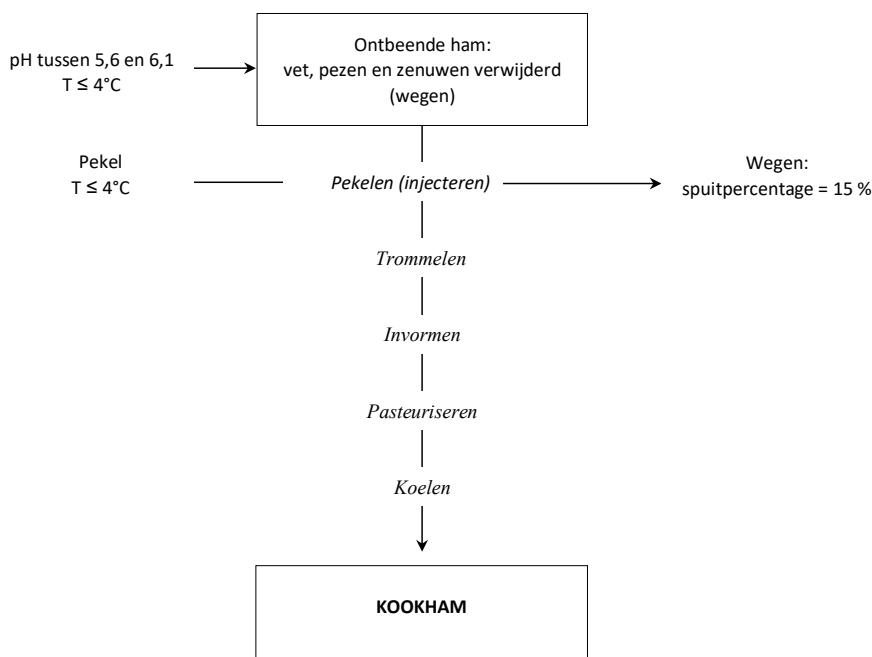 pH tussen 5,6 en 6,1
T ≤ 4°C
Ontbeende ham:
vet, pezen en zenuwen verwijderd
(wegen)
Pekel
T ≤ 4°C
Pekelen (injecteren)
Wegen:
spuitpercentage = 15 %
Trommelen
Invormen
Pasteuriseren
Koelen
KOOKHAM